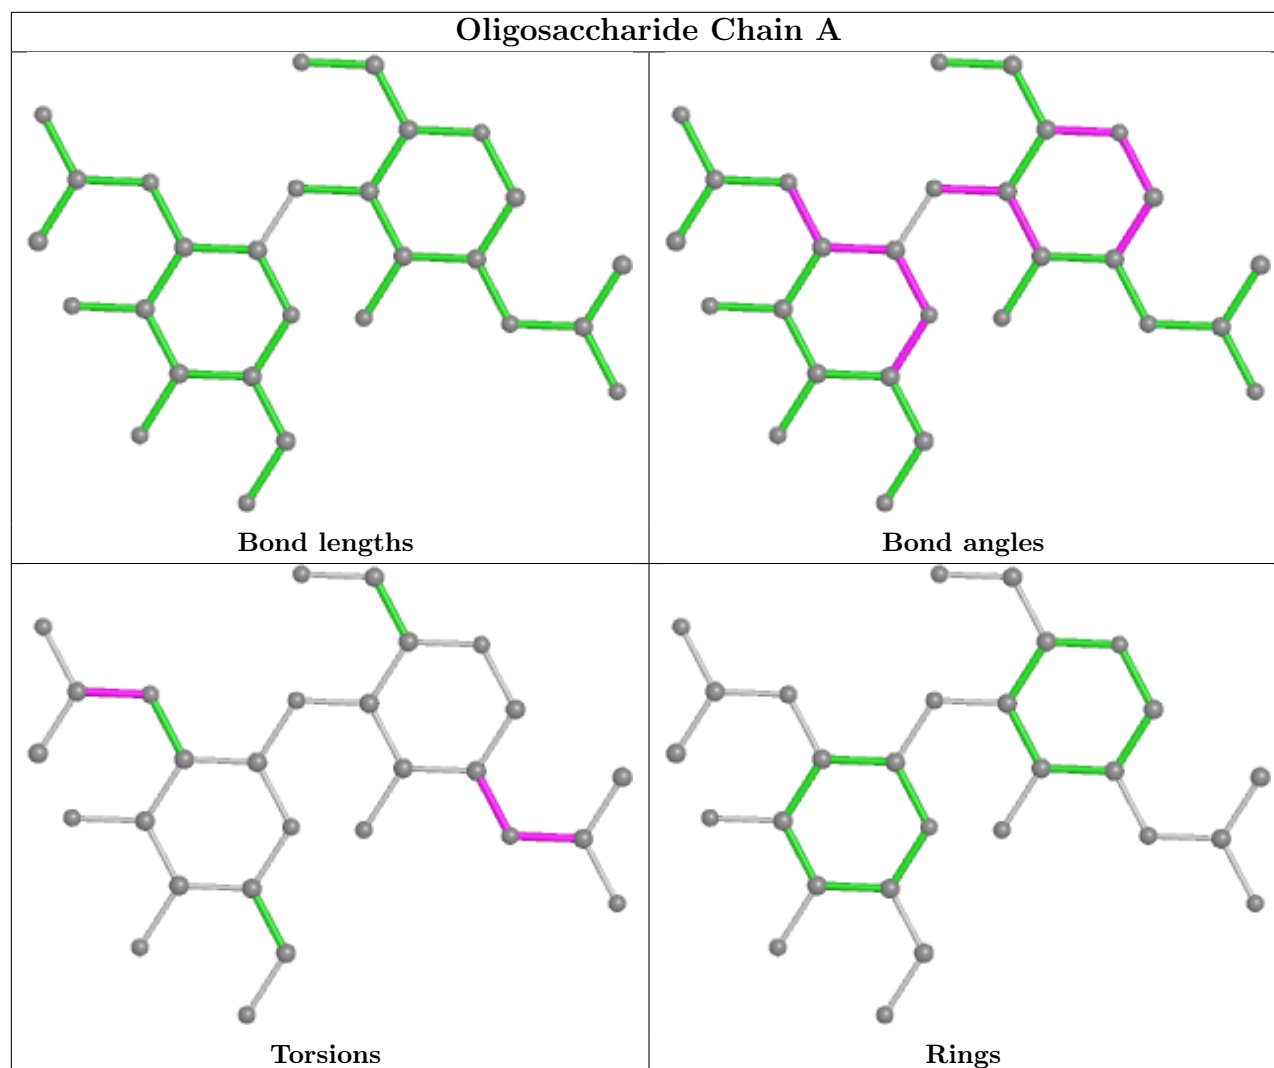 Oligosaccharide Chain A
Bond lengths
Bond angles
Torsions
Rings